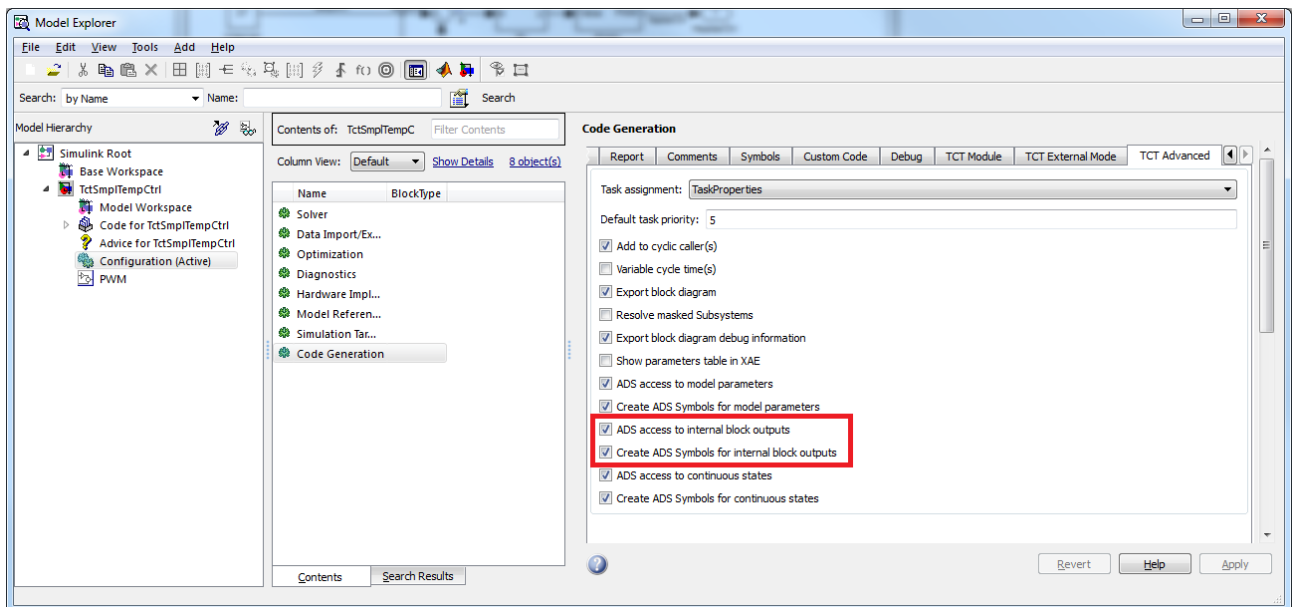 Model Explorer
File Edit View Tools Add Help
Search: by Name Name: Search
Model Hierarchy
Simulink Root
Base Workspace
TctSmplTempCtrl
Model Workspace
Code for TctSmplTempCtrl
Advice for TctSmplTempCtrl
Configuration (Active)
PWM
Contents of: TctSmplTempC Filter Contents
Column View: Default Show Details 8 object(s)
Name BlockType
Solver
Data Import/Ex...
Optimization
Diagnostics
Hardware Impl...
Model Referen...
Simulation Tar...
Code Generation
Contents Search Results
Code Generation
Report Comments Symbols Custom Code Debug TCT Module TCT External Mode TCT Advanced
Task assignment: TaskProperties
Default task priority: 5
Add to cyclic caller(s)
Variable cycle time(s)
Export block diagram
Resolve masked Subsystems
Export block diagram debug information
Show parameters table in XAE
ADS access to model parameters
Create ADS Symbols for model parameters
ADS access to internal block outputs
Create ADS Symbols for internal block outputs
ADS access to continuous states
Create ADS Symbols for continuous states
Revert Help Apply